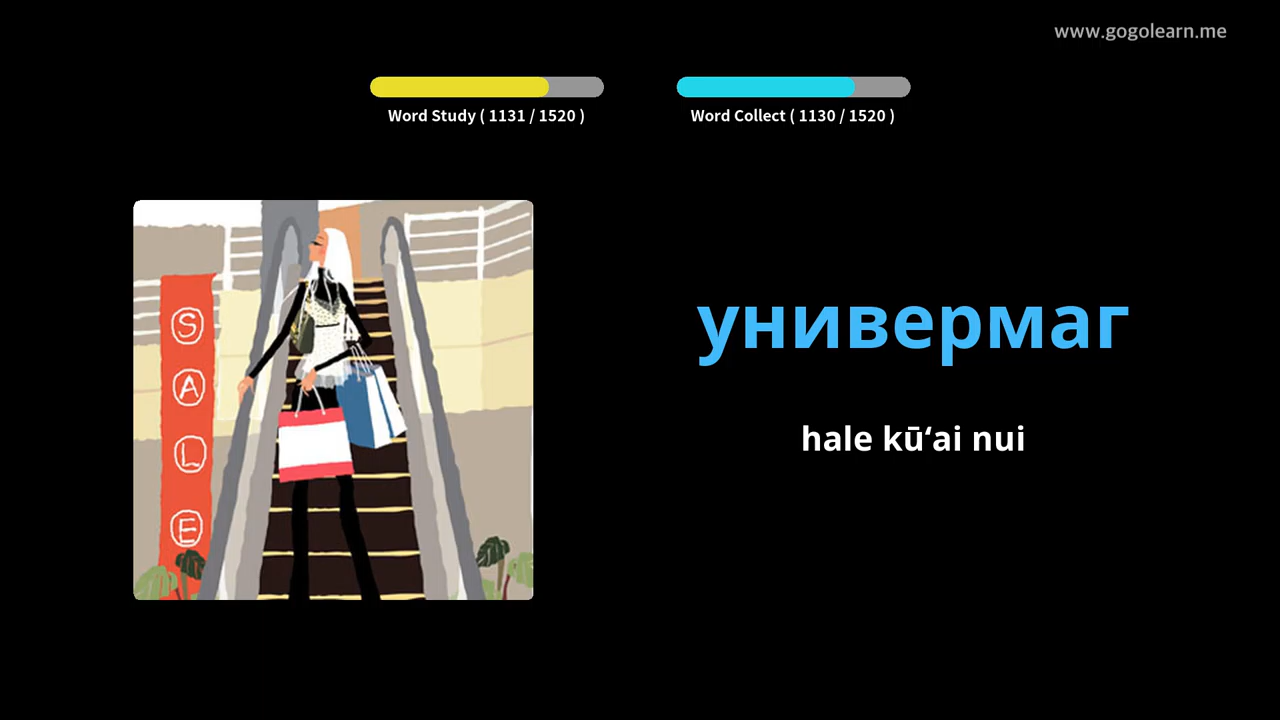 www.gogolearn.me
Word Study ( 1131 / 1520 )
Word Collect ( 1130 / 1520 )
SALE
универмаг
hale kūʻai nui